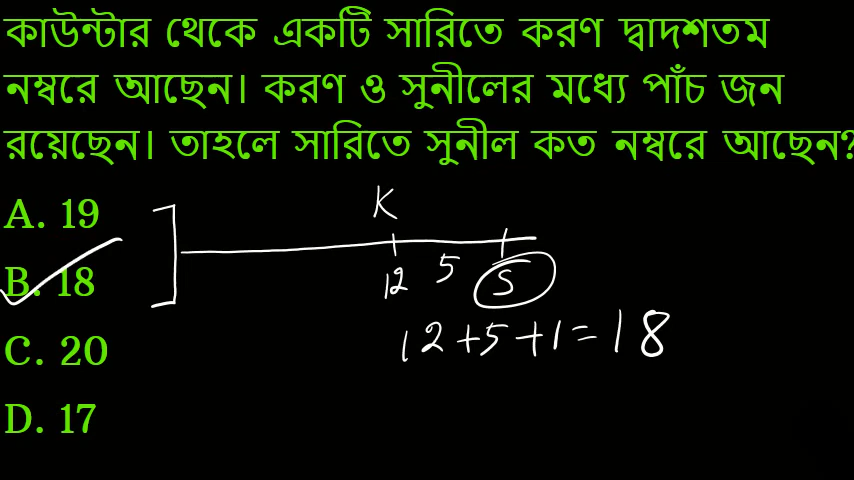 কাউন্টার থেকে একটি সারিতে করণ দ্বাদশতম
নম্বরে আছেন। করণ ও সুনীলের মধ্যে পাঁচ জন
রয়েছেন। তাহলে সারিতে সুনীল কত নম্বরে আছেন?
A. 19
K
B. 18
12 5 S
C. 20
12+5+1=18
D. 17